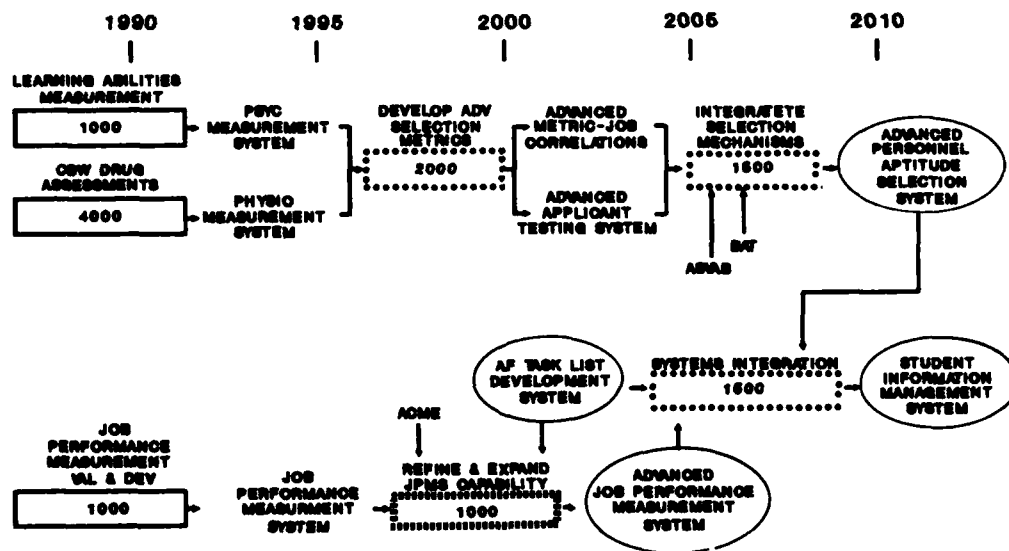 1990 1995 2000 2005 2010
LEARNING ABILITIES
MEASUREMENT
1000
PSYC
MEASUREMENT
SYSTEM
DEVELOP ADV
SELECTION
METRICS
2000
ADVANCED
METRIC-JOB
CORRELATIONS
INTEGRATETE
SELECTION
MECHANISMS
1500
ADVANCED
PERSONNEL
APTITUDE
SELECTION
SYSTEM
CBW DRUG
ASSESSMENTS
4000
PHYSIO
MEASUREMENT
SYSTEM
ADVANCED
APPLICANT
TESTING SYSTEM
BAT
ASVAB
AF TASK LIST
DEVELOPMENT
SYSTEM
SYSTEMS INTEGRATION
1500
STUDENT
INFORMATION
MANAGEMENT
SYSTEM
ACME
JOB
PERFORMANCE
MEASUREMENT
VAL & DEV
1000
JOB
PERFORMANCE
MEASURMENT
SYSTEM
REFINE & EXPAND
JPMS CAPABILITY
1000
ADVANCED
JOB PERFORMANCE
MEASUREMENT
SYSTEM